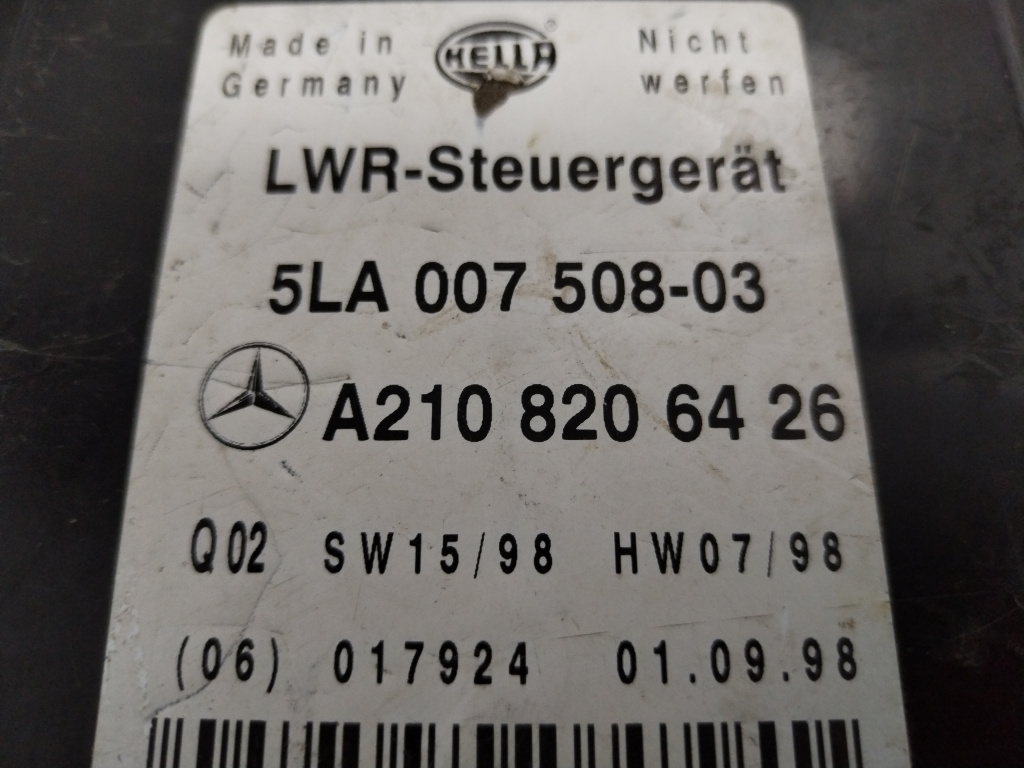 Made in HELLA® Nicht
Germany werfen
LWR-Steuergerät
5LA 007 508-03
A210 820 64 26
Q02 SW15/98 HW07/98
(06) 017924 01.09.98